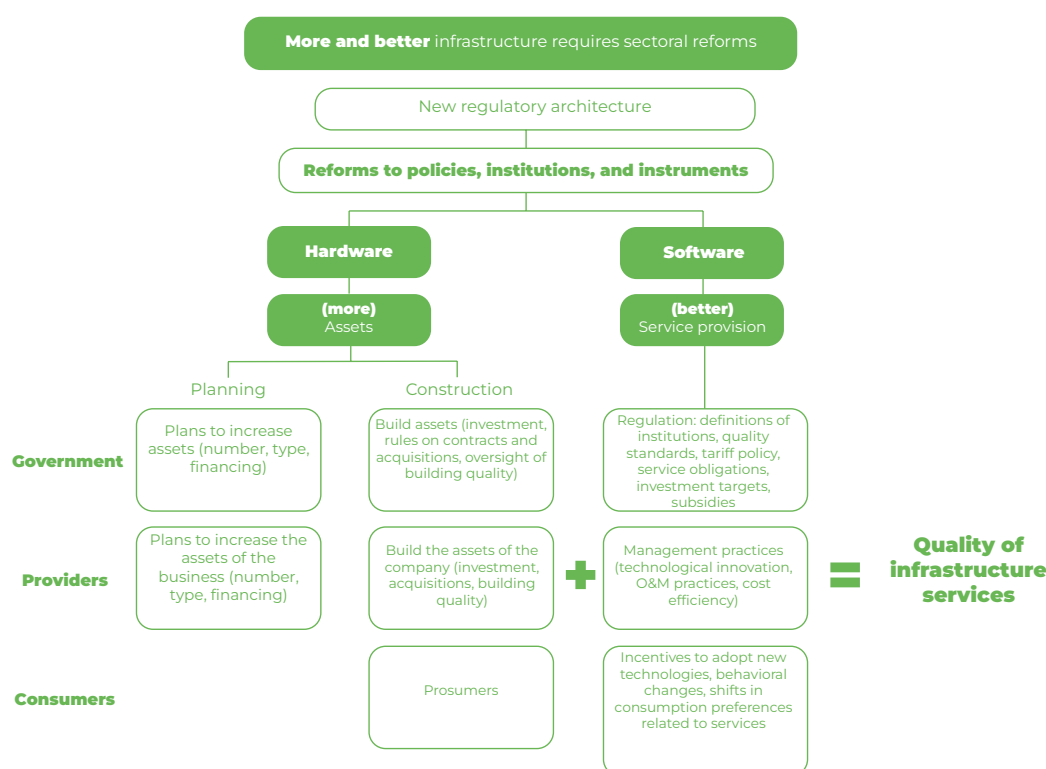 More and better infrastructure requires sectoral reforms
New regulatory architecture
Reforms to policies, institutions, and instruments
Hardware
Software
(more)
Assets
(better)
Service provision
Planning
Construction
Government
Plans to increase
assets (number, type,
financing)
Build assets (investment,
rules on contracts and
acquisitions, oversight of
building quality)
Regulation: definitions of
institutions, quality
standards, tariff policy,
service obligations,
investment targets,
subsidies
Providers
Plans to increase the
assets of the
business (number,
type, financing)
Build the assets of the
company (investment,
acquisitions, building
quality)
+
Management practices
(technological innovation,
O&M practices, cost
efficiency)
=
Quality of
infrastructure
services
Consumers
Prosumers
Incentives to adopt new
technologies, behavioral
changes, shifts in
consumption preferences
related to services